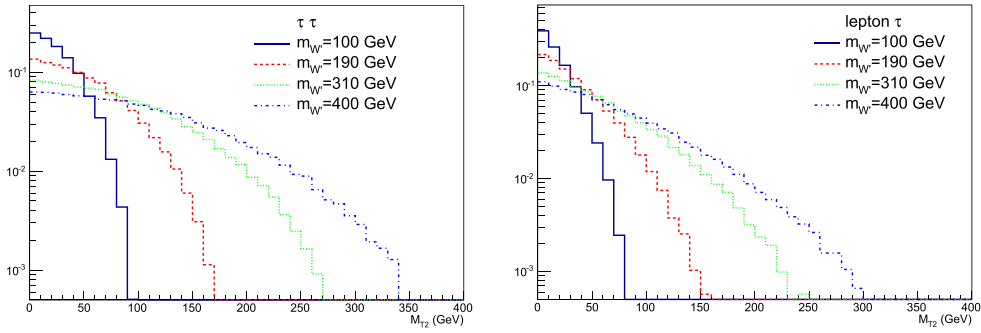 τ τ
m_W'=100 GeV
m_W'=190 GeV
m_W'=310 GeV
m_W'=400 GeV
10⁻¹
10⁻²
10⁻³
0 50 100 150 200 250 300 350 400
M_T2 (GeV)
lepton τ
m_W'=100 GeV
m_W'=190 GeV
m_W'=310 GeV
m_W'=400 GeV
10⁻¹
10⁻²
10⁻³
0 50 100 150 200 250 300 350 400
M_T2 (GeV)